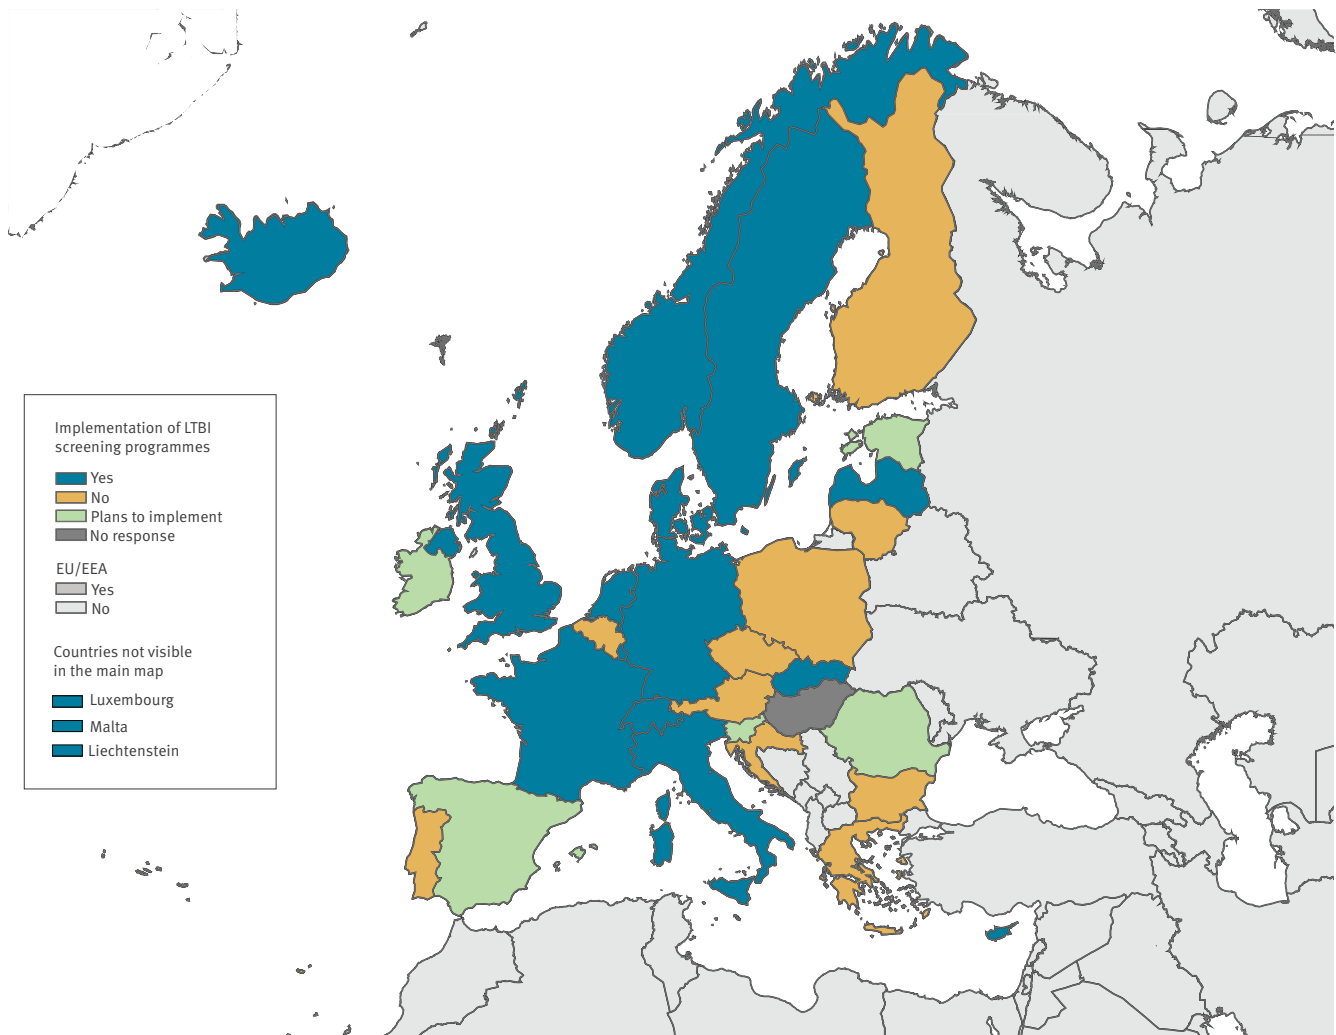 Implementation of LTBI
screening programmes
Yes
No
Plans to implement
No response
EU/EEA
Yes
No
Countries not visible
in the main map
Luxembourg
Malta
Liechtenstein